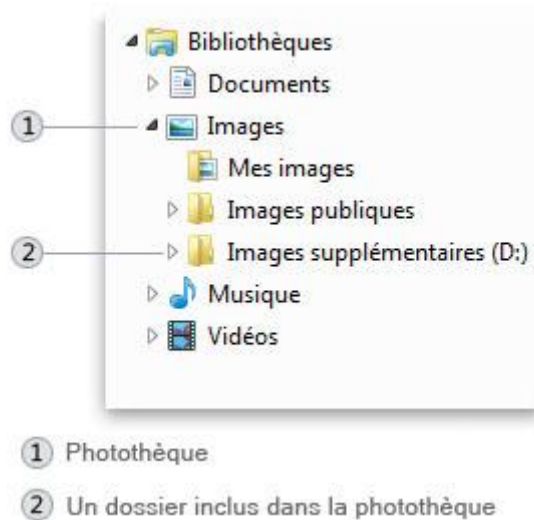 Bibliothèques
Documents
1 Images
Mes images
Images publiques
2 Images supplémentaires (D:)
Musique
Vidéos
1 Photothèque
2 Un dossier inclus dans la photothèque